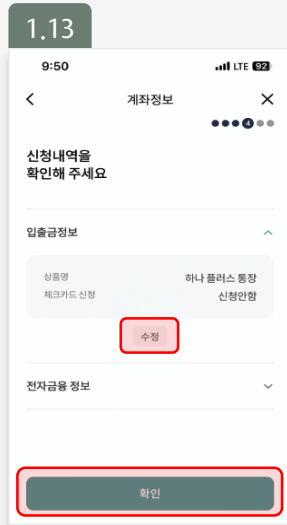 1.13
9:50
LTE 92
계좌정보
4
신청내역을
확인해 주세요
입출금정보
상품명 하나 플러스 통장
체크카드 신청 신청안함
수정
전자금융 정보
확인